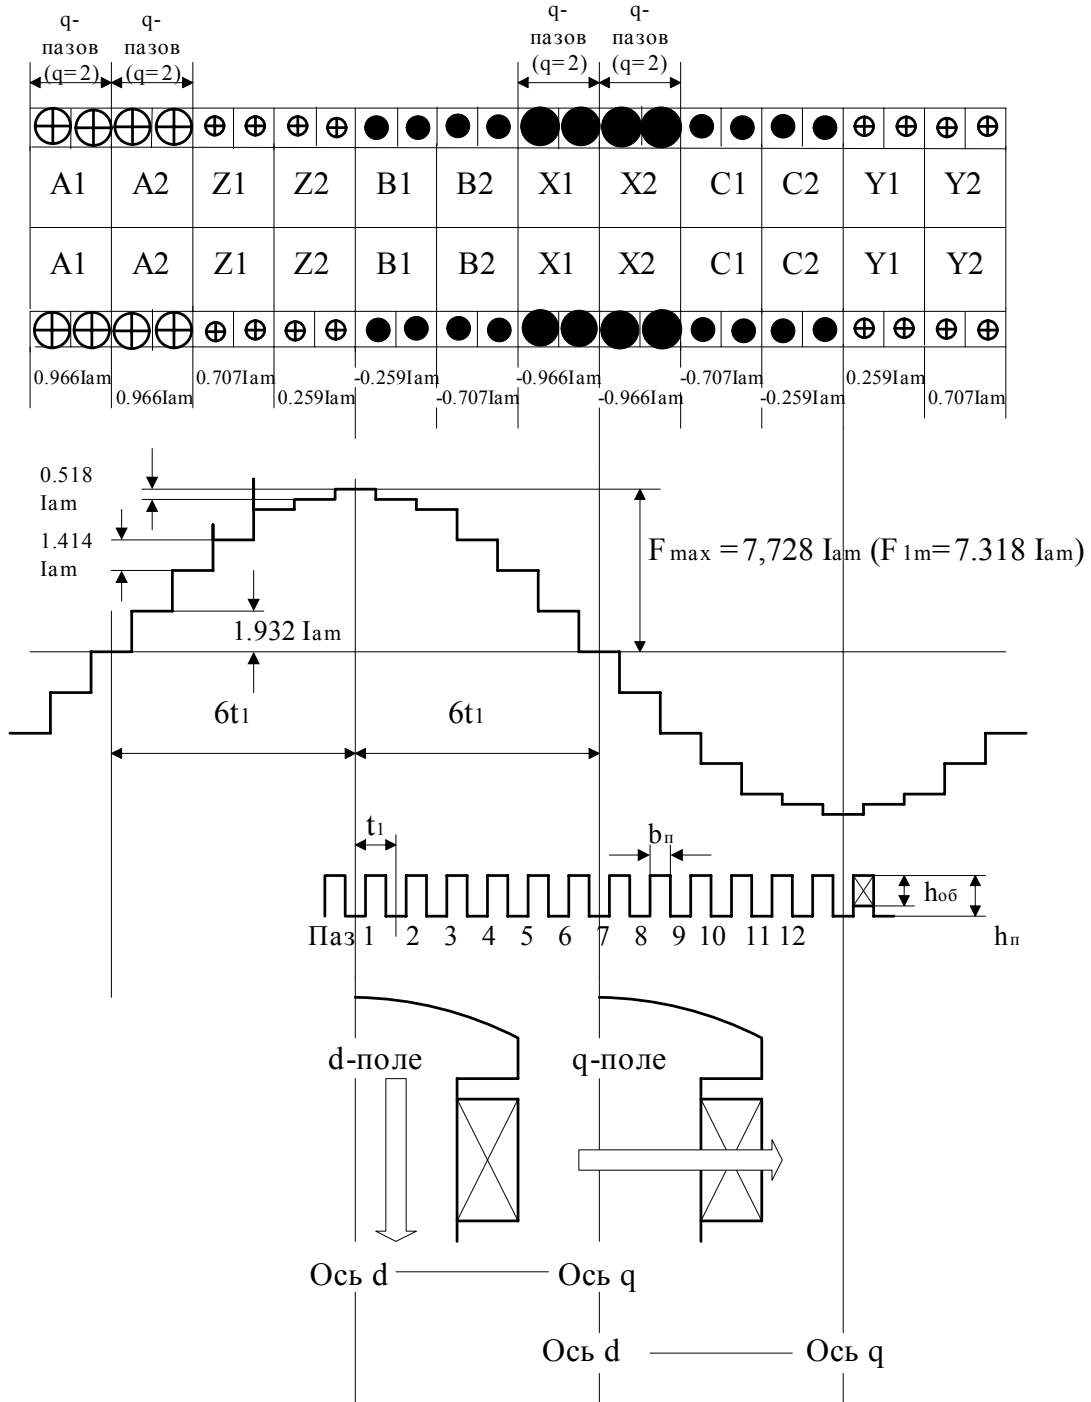 q-
пазов
(q=2)
q-
пазов
(q=2)
q-
пазов
(q=2)
q-
пазов
(q=2)
A1 A2 Z1 Z2 B1 B2 X1 X2 C1 C2 Y1 Y2
A1 A2 Z1 Z2 B1 B2 X1 X2 C1 C2 Y1 Y2
0.966Iam 0.707Iam -0.259Iam -0.966Iam -0.707Iam 0.259Iam
0.966Iam 0.259Iam -0.707Iam -0.966Iam -0.259Iam 0.707Iam
0.518
Iam
1.414
Iam
Fmax =7,728 Iam (F1m=7.318 Iam)
1.932 Iam
6t1 6t1
t1 bп
hоб
Паз 1 2 3 4 5 6 7 8 9 10 11 12 hп
d-поле q-поле
Ось d Ось q
Ось d Ось q